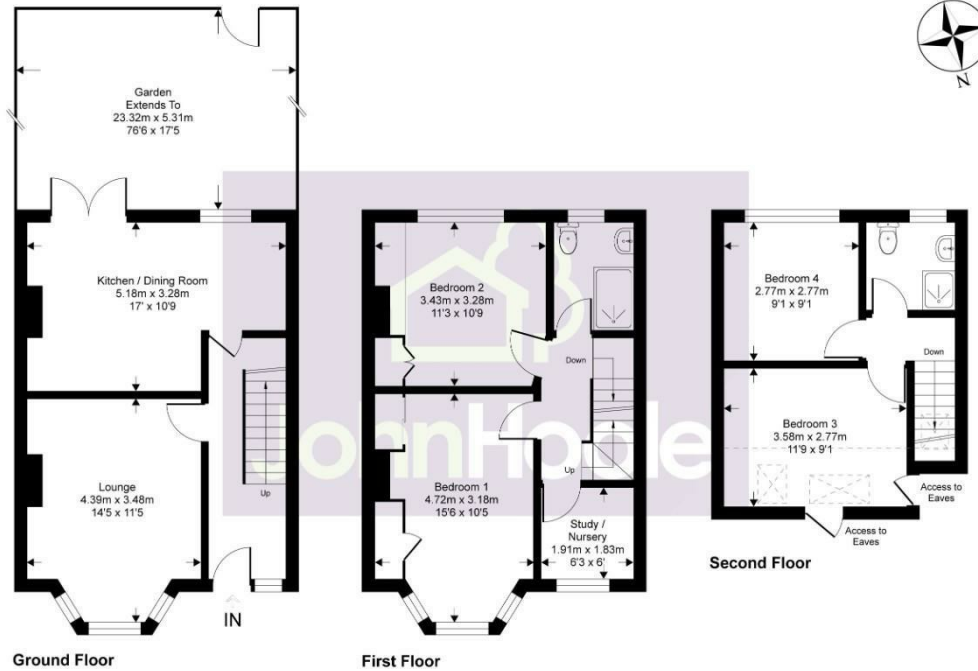 Garden
Extends To
23.32m x 5.31m
76'6 x 17'5
Kitchen / Dining Room
5.18m x 3.28m
17' x 10'9
Lounge
4.39m x 3.48m
14'5 x 11'5
Up
IN
Ground Floor
Bedroom 2
3.43m x 3.28m
11'3 x 10'9
Down
Bedroom 1
4.72m x 3.18m
15'6 x 10'5
Up
Study /
Nursery
1.91m x 1.83m
6'3 x 6'
First Floor
N
Bedroom 4
2.77m x 2.77m
9'1 x 9'1
Down
Bedroom 3
3.58m x 2.77m
11'9 x 9'1
Access to
Eaves
Access to
Eaves
Second Floor